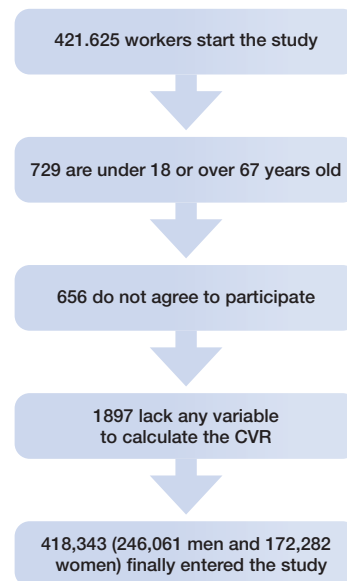 421.625 workers start the study
729 are under 18 or over 67 years old
656 do not agree to participate
1897 lack any variable
to calculate the CVR
418,343 (246,061 men and 172,282
women) finally entered the study